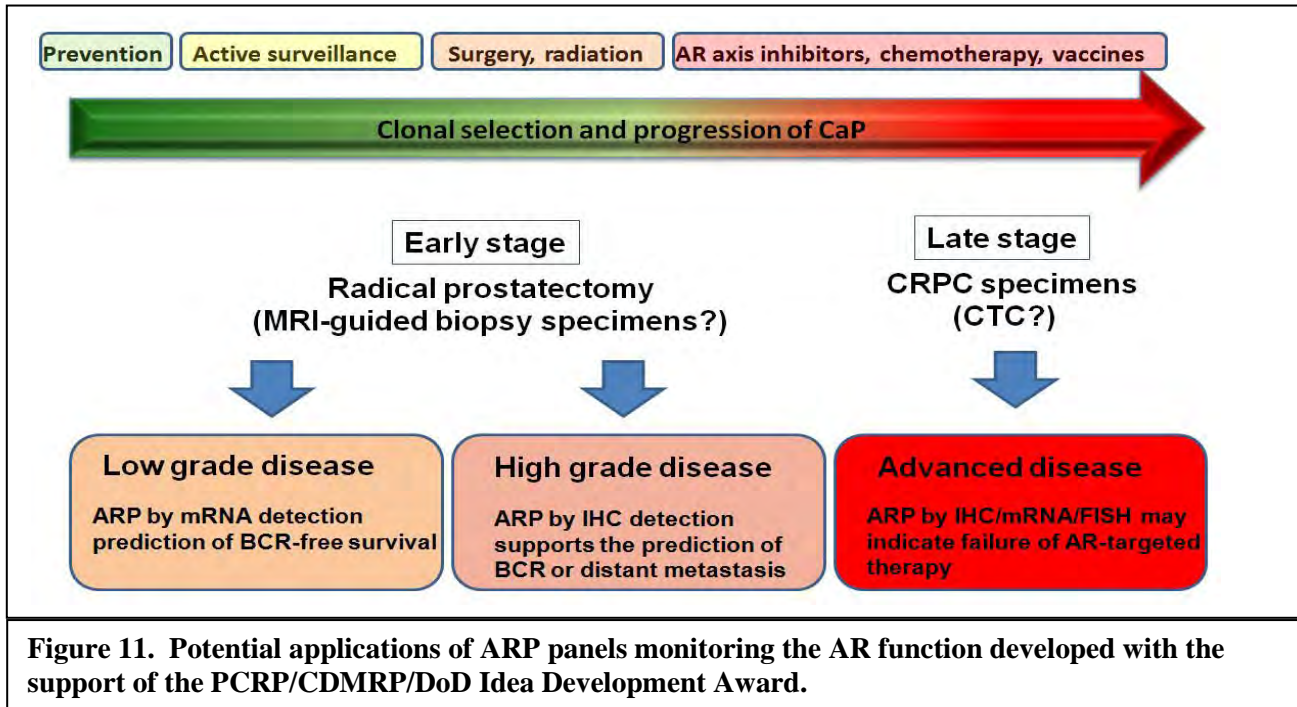 Prevention
Active surveillance
Surgery, radiation
AR axis inhibitors, chemotherapy, vaccines
Clonal selection and progression of CaP
Early stage
Radical prostatectomy
(MRI-guided biopsy specimens?)
Late stage
CRPC specimens
(CTC?)
Low grade disease
ARP by mRNA detection
prediction of BCR-free survival
High grade disease
ARP by IHC detection
supports the prediction of
BCR or distant metastasis
Advanced disease
ARP by IHC/mRNA/FISH may
indicate failure of AR-targeted
therapy
Figure 11. Potential applications of ARP panels monitoring the AR function developed with the
support of the PCRP/CDMRP/DoD Idea Development Award.